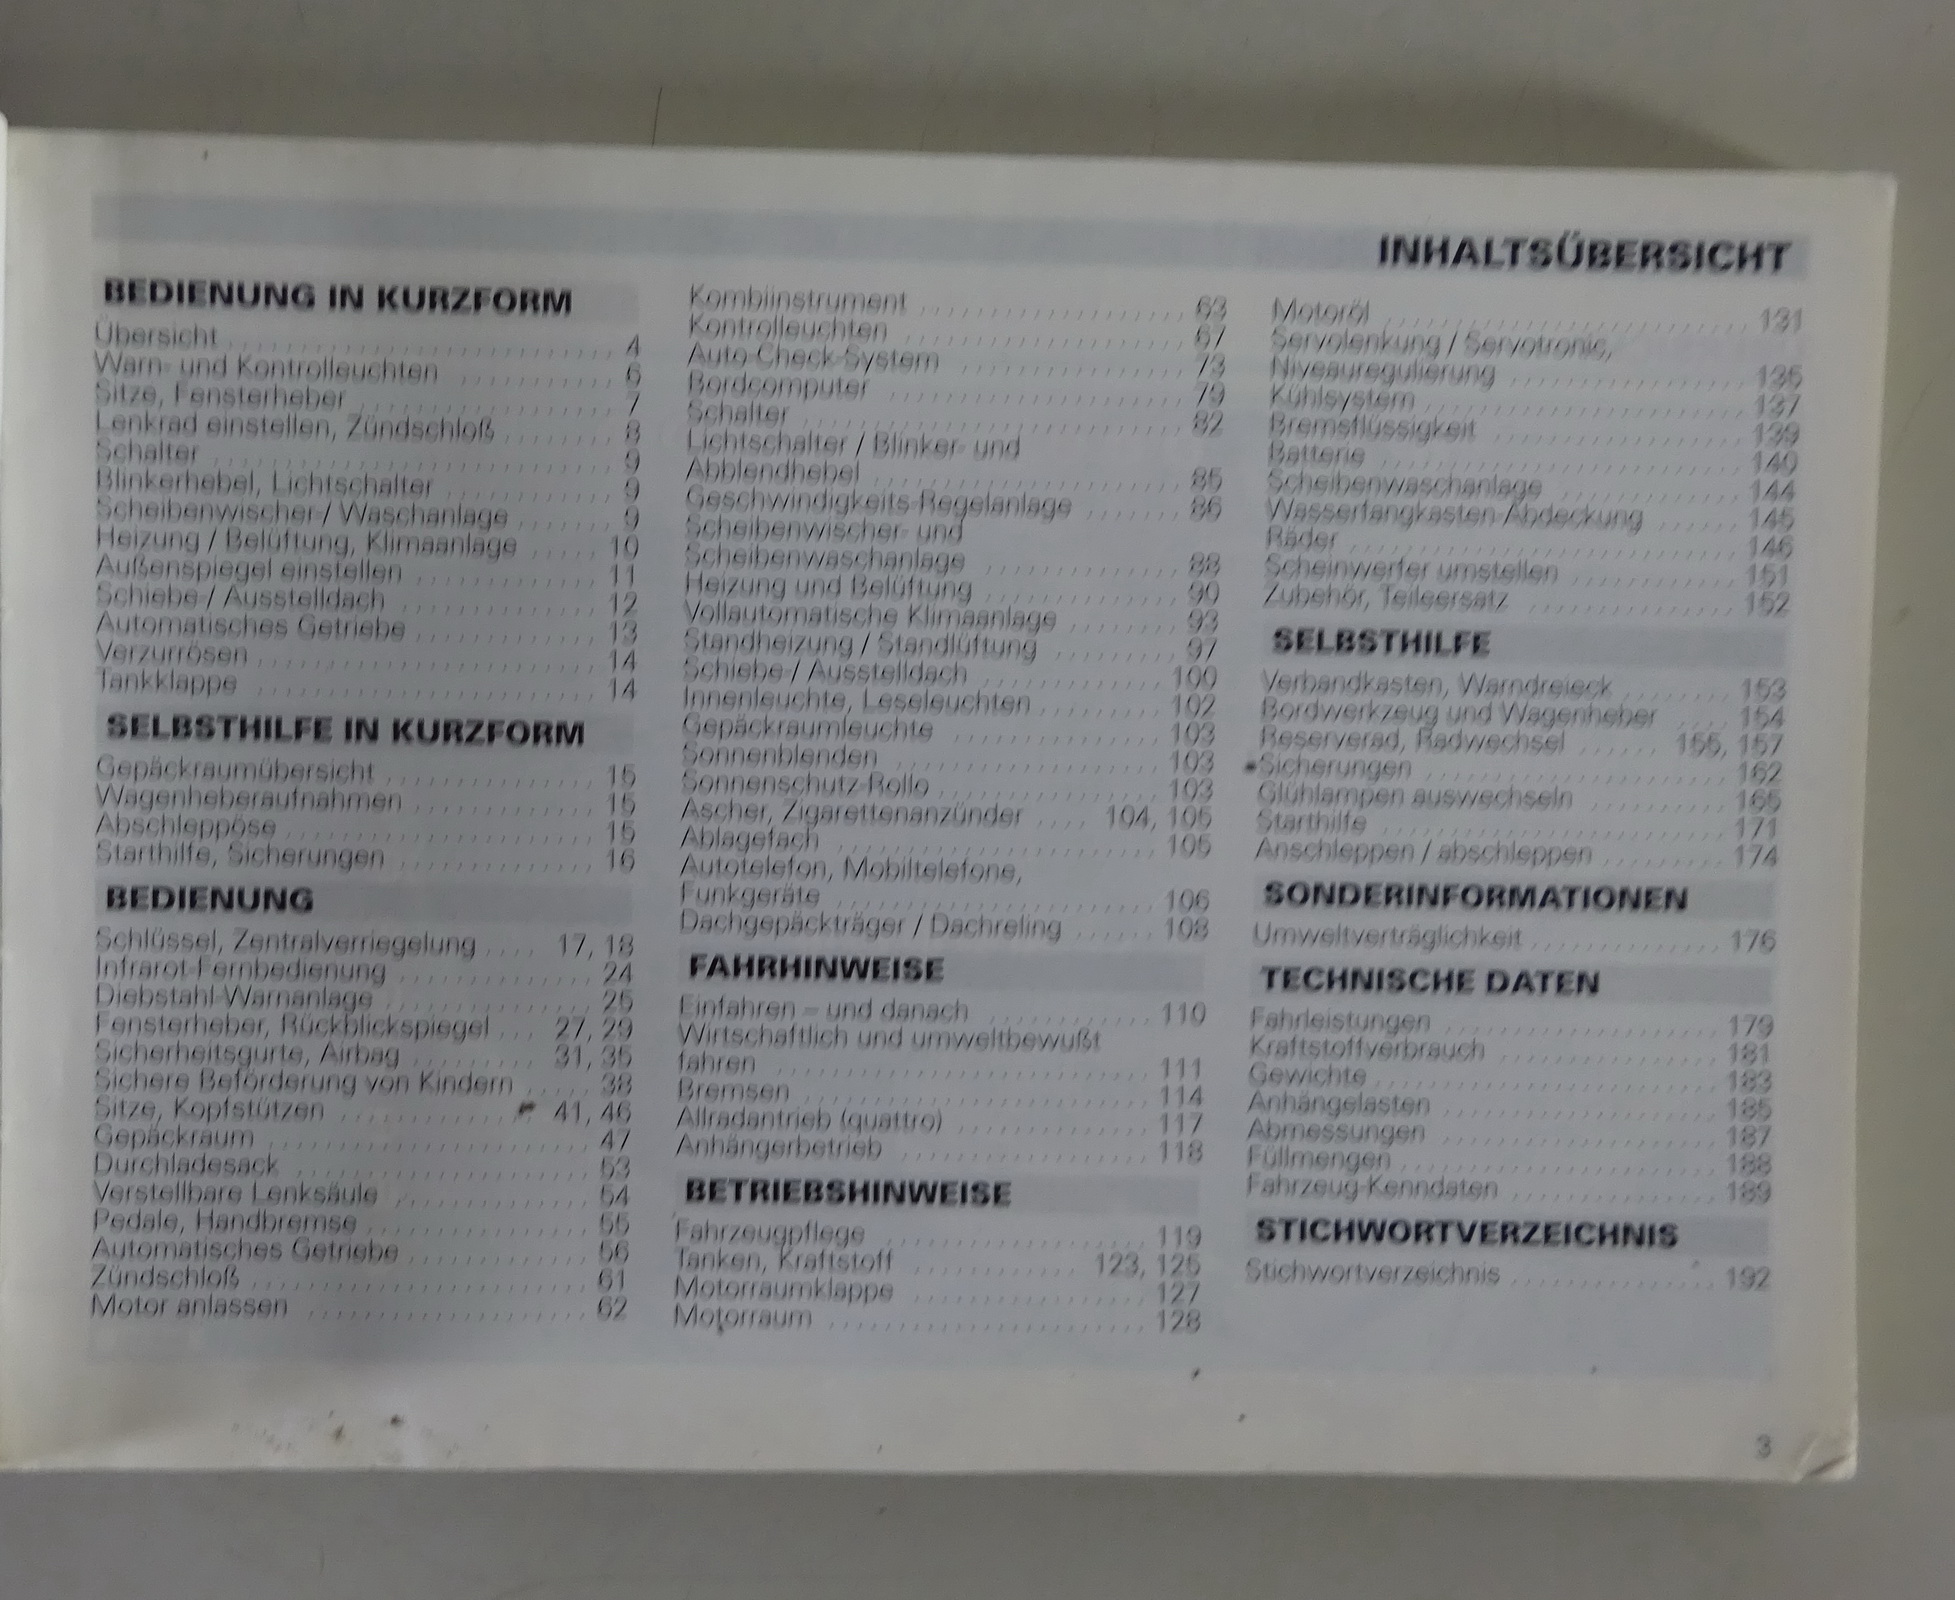 INHALTSÜBERSICHT
BEDIENUNG IN KURZFORM
Übersicht 4
Warn- und Kontrolleuchten 6
Sitze, Fensterheber 7
Lenkrad einstellen, Zündschloß 8
Schalter 9
Blinkerhebel, Lichtschalter 9
Scheibenwischer-/ Waschanlage 9
Heizung / Belüftung, Klimaanlage 10
Außenspiegel einstellen 11
Schiebe-/ Ausstelldach 12
Automatisches Getriebe 13
Verzurrösen 14
Tankklappe 14
SELBSTHILFE IN KURZFORM
Gepäckraumübersicht 15
Wagenheberaufnahmen 15
Abschleppöse 15
Starthilfe, Sicherungen 16
BEDIENUNG
Schlüssel, Zentralverriegelung 17, 18
Infrarot-Fernbedienung 24
Diebstahl-Warnanlage 25
Fensterheber, Rückblickspiegel 27, 29
Sicherheitsgurte, Airbag 31, 35
Sichere Beförderung von Kindern 38
Sitze, Kopfstützen 41, 46
Gepäckraum 47
Durchladesack 53
Verstellbare Lenksäule 54
Pedale, Handbremse 55
Automatisches Getriebe 56
Zündschloß 61
Motor anlassen 62
Kombiinstrument 63
Kontrolleuchten 67
Auto-Check-System 73
Bordcomputer 79
Schalter 82
Lichtschalter / Blinker- und
Abblendhebel 85
Geschwindigkeits-Regelanlage 86
Scheibenwischer- und
Scheibenwaschanlage 88
Heizung und Belüftung 90
Vollautomatische Klimaanlage 93
Standheizung / Standlüftung 97
Schiebe-/ Ausstelldach 100
Innenleuchte, Leseleuchten 102
Gepäckraumleuchte 103
Sonnenblenden 103
Sonnenschutz-Rollo 103
Ascher, Zigarettenanzünder 104, 105
Ablagefach 105
Autotelefon, Mobiltelefone,
Funkgeräte 106
Dachgepäckträger / Dachreling 108
FAHRHINWEISE
Einfahren – und danach 110
Wirtschaftlich und umweltbewußt
fahren 111
Bremsen 114
Allradantrieb (quattro) 117
Anhängerbetrieb 118
BETRIEBSHINWEISE
Fahrzeugpflege 119
Tanken, Kraftstoff 123, 125
Motorraumklappe 127
Motorraum 128
Motoröl 131
Servolenkung / Servotronic,
Niveauregulierung 135
Kühlsystem 137
Bremsflüssigkeit 139
Batterie 140
Scheibenwaschanlage 144
Wasserfangkasten-Abdeckung 145
Räder 146
Scheinwerfer umstellen 151
Zubehör, Teileersatz 152
SELBSTHILFE
Verbandkasten, Warndreieck 153
Bordwerkzeug und Wagenheber 154
Reserverad, Radwechsel 155, 157
Sicherungen 162
Glühlampen auswechseln 165
Starthilfe 171
Anschleppen / abschleppen 174
SONDERINFORMATIONEN
Umweltverträglichkeit 176
TECHNISCHE DATEN
Fahrleistungen 179
Kraftstoffverbrauch 181
Gewichte 183
Anhängelasten 185
Abmessungen 187
Füllmengen 188
Fahrzeug-Kenndaten 189
STICHWORTVERZEICHNIS
Stichwortverzeichnis 192
3